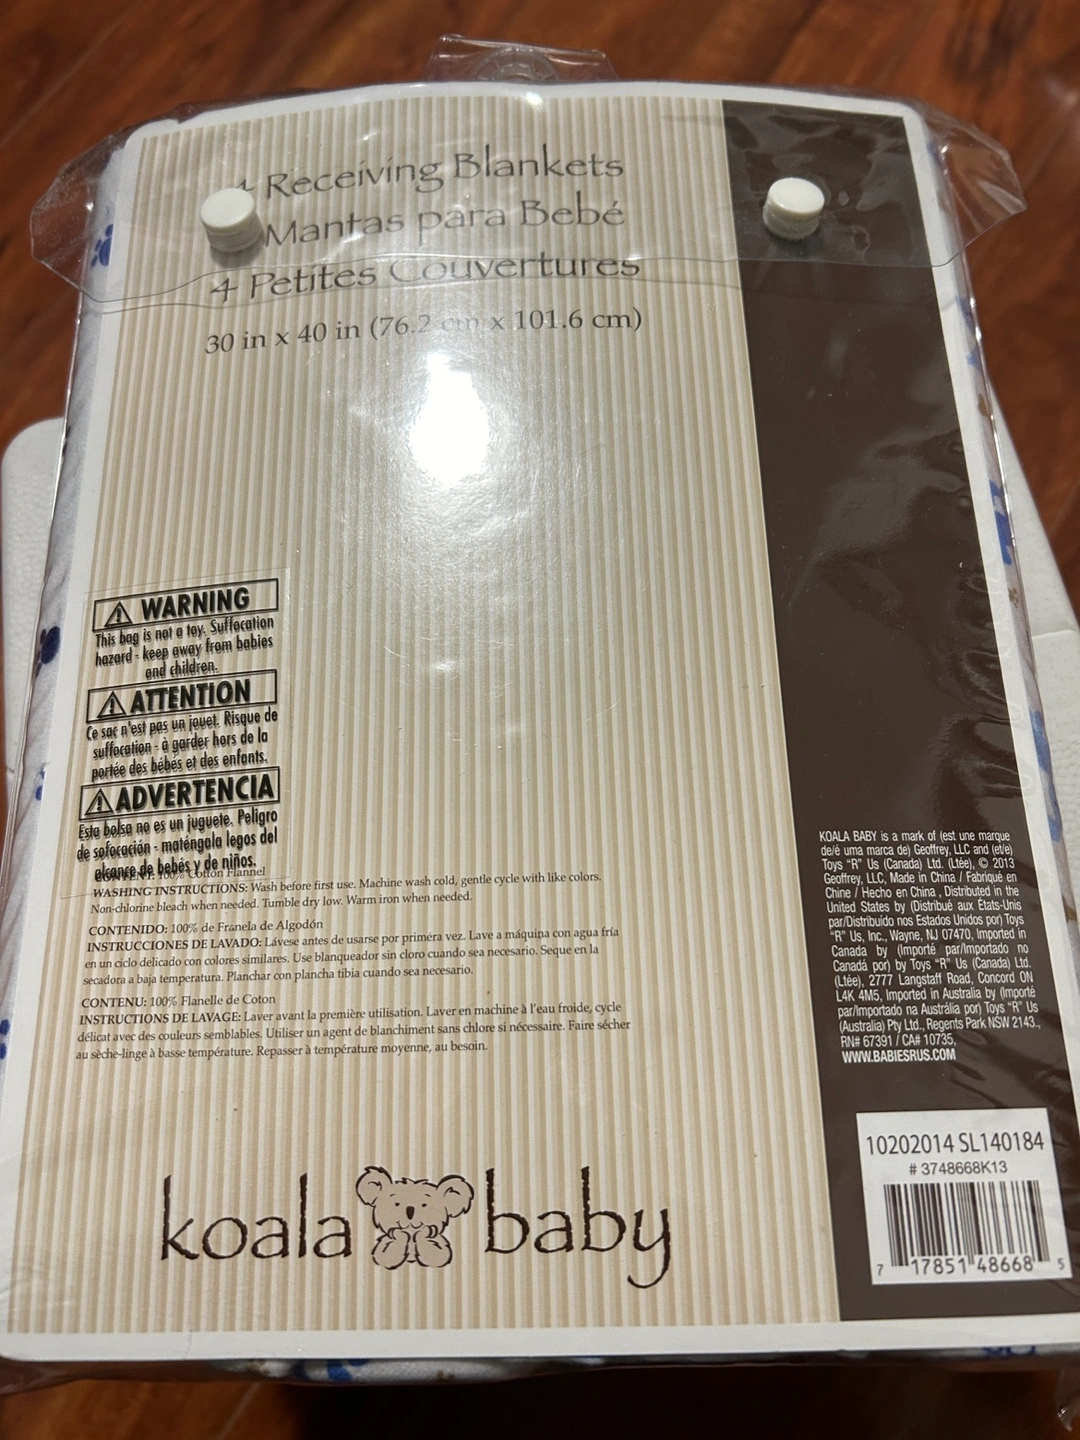 4 Receiving Blankets
Mantas para Bebé
4 Petites Couvertures
30 in x 40 in (76.2 cm x 101.6 cm)
WARNING
This bag is not a toy. Suffocation
hazard - keep away from babies
and children.
ATTENTION
Ce sac n'est pas un jouet. Risque de
suffocation - à garder hors de la
portée des bébés et des enfants.
ADVERTENCIA
Esta bolsa no es un juguete. Peligro
de sofocación - maténgala legos del
alcance de bebés y de niños.
CONTENT: 100% Cotton Flannel
WASHING INSTRUCTIONS: Wash before first use. Machine wash cold, gentle cycle with like colors.
Non-chlorine bleach when needed. Tumble dry low. Warm iron when needed.
CONTENIDO: 100% de Franela de Algodón
INSTRUCCIONES DE LAVADO: Lávese antes de usarse por priméra vez. Lave a máquina con agua fría
en un ciclo delicado con colores similares. Use blanqueador sin cloro cuando sea necesario. Seque en la
secadora a baja temperatura. Planchar con plancha tibia cuando sea necesario.
CONTENU: 100% Flanelle de Coton
INSTRUCTIONS DE LAVAGE: Laver avant la première utilisation. Laver en machine à l'eau froide, cycle
délicat avec des couleurs semblables. Utiliser un agent de blanchiment sans chlore si nécessaire. Faire sécher
au sèche-linge à basse température. Repasser à température moyenne, au besoin.
KOALA BABY is a mark of (est une marque
de/é uma marca de) Geoffrey, LLC and (et/e)
Toys "R" Us (Canada) Ltd. (Ltée), © 2013
Geoffrey, LLC, Made in China / Fabriqué en
Chine / Hecho en China , Distributed in the
United States by (Distribué aux États-Unis
par/Distribuido nos Estados Unidos por) Toys
"R" Us, Inc., Wayne, NJ 07470, Imported in
Canada by (Importé par/Importado no
Canadá por) by Toys "R" Us (Canada) Ltd.
(Ltée), 2777 Langstaff Road, Concord ON
L4K 4M5, Imported in Australia by (Importé
par/Importado na Austrália por) Toys "R" Us
(Australia) Pty Ltd., Regents Park NSW 2143.,
RN# 67391 / CA# 10735,
WWW.BABIESRUS.COM
10202014 SL140184
# 3748668K13
7 17851 48668 5
koala baby